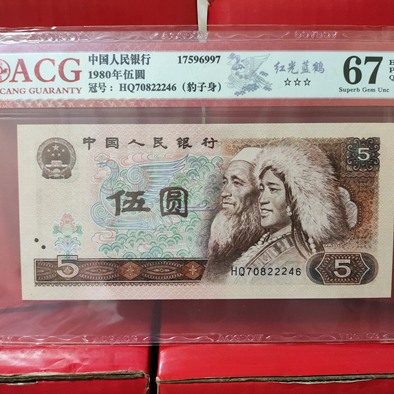 ACG
CANG GUARANTY
中国人民银行
1980年伍圆
冠号：HQ70822246（豹子身）
17596997
红光蓝鹤
☆☆☆
67
Superb Gem Unc
E
P
Q
中国人民银行
5
伍圆
HQ70822246
5
5